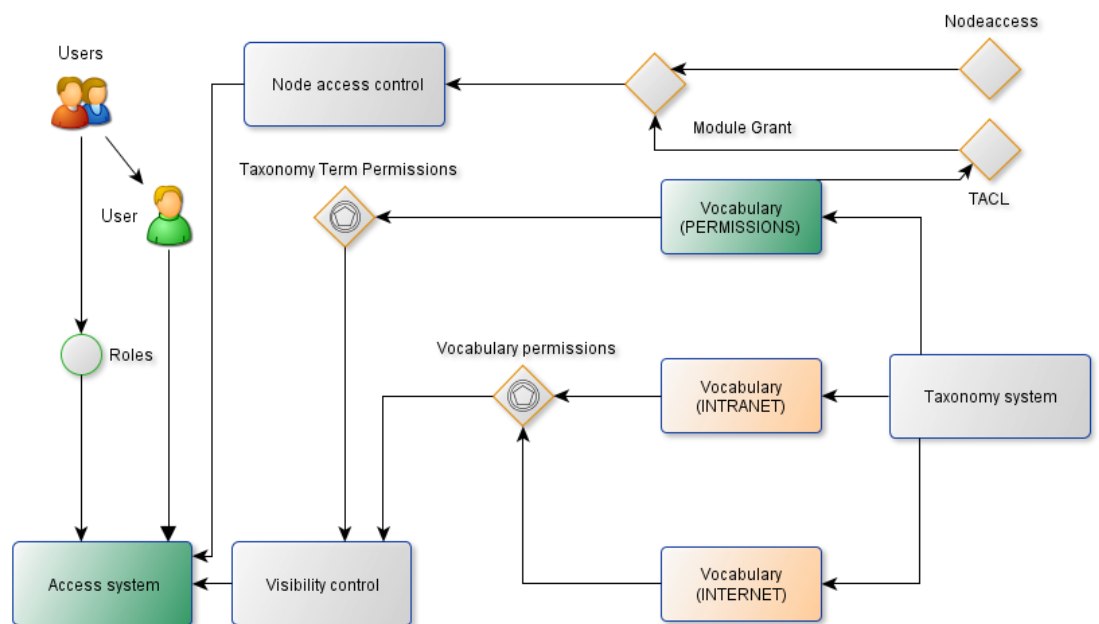 Nodeaccess
Users
Node access control
Module Grant
Taxonomy Term Permissions
TACL
User
Vocabulary
(PERMISSIONS)
Roles
Vocabulary permissions
Vocabulary
(INTRANET)
Taxonomy system
Access system
Visibility control
Vocabulary
(INTERNET)